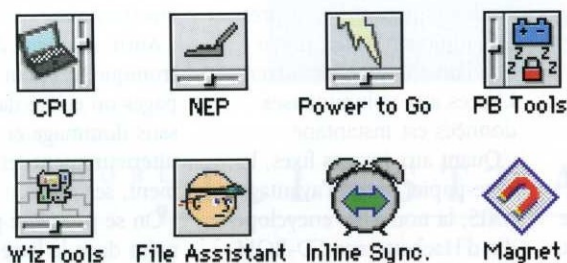 CPU NEP Power to Go PB Tools
WizTools File Assistant Inline Sync. Magnet